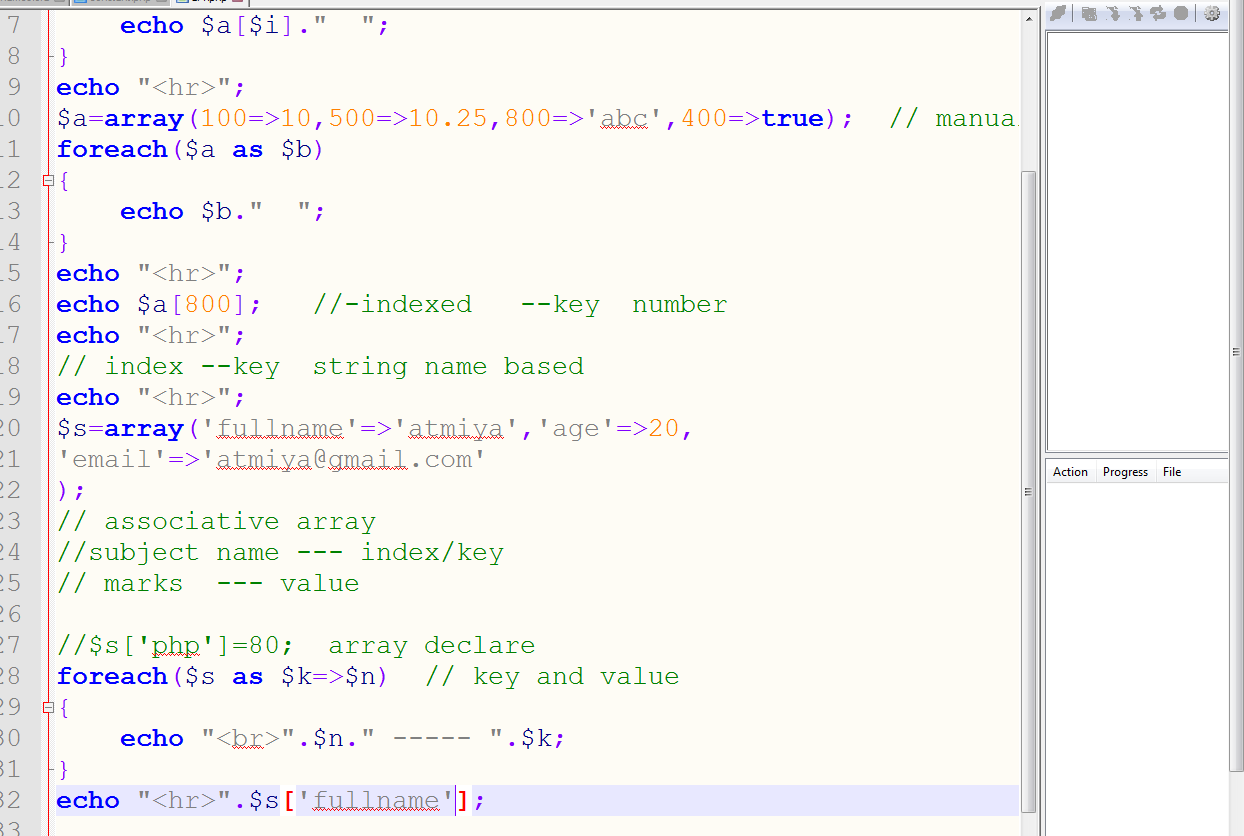 7 echo $a[$i]."  ";
8 }
9 echo "<hr>";
10 $a=array(100=>10,500=>10.25,800=>'abc',400=>true);  // manua
11 foreach($a as $b)
12 {
13 echo $b."  ";
14 }
15 echo "<hr>";
16 echo $a[800];   //-indexed   --key  number
17 echo "<hr>";
18 // index --key  string name based
19 echo "<hr>";
20 $s=array('fullname'=>'atmiya','age'=>20,
21 'email'=>'atmiya@gmail.com'
22 );
23 // associative array
24 //subject name --- index/key
25 // marks  --- value
26
27 //$s['php']=80;  array declare
28 foreach($s as $k=>$n)  // key and value
29 {
30 echo "<br>".$n." ----- ".$k;
31 }
32 echo "<hr>".$s['fullname'];
33
Action Progress File